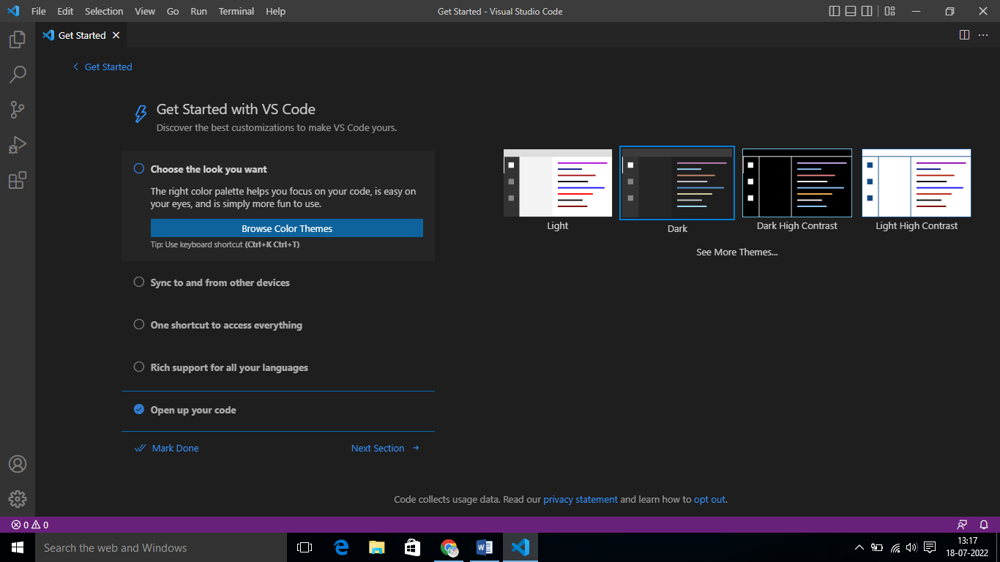 File Edit Selection View Go Run Terminal Help
Get Started - Visual Studio Code
Get Started
Get Started
Get Started with VS Code
Discover the best customizations to make VS Code yours.
Choose the look you want
The right color palette helps you focus on your code, is easy on
your eyes, and is simply more fun to use.
Browse Color Themes
Tip: Use keyboard shortcut (Ctrl+K Ctrl+T)
Sync to and from other devices
One shortcut to access everything
Rich support for all your languages
Open up your code
Mark Done
Next Section
Light
Dark
Dark High Contrast
Light High Contrast
See More Themes...
Code collects usage data. Read our privacy statement and learn how to opt out.
0 0
Search the web and Windows
13:17
18-07-2022